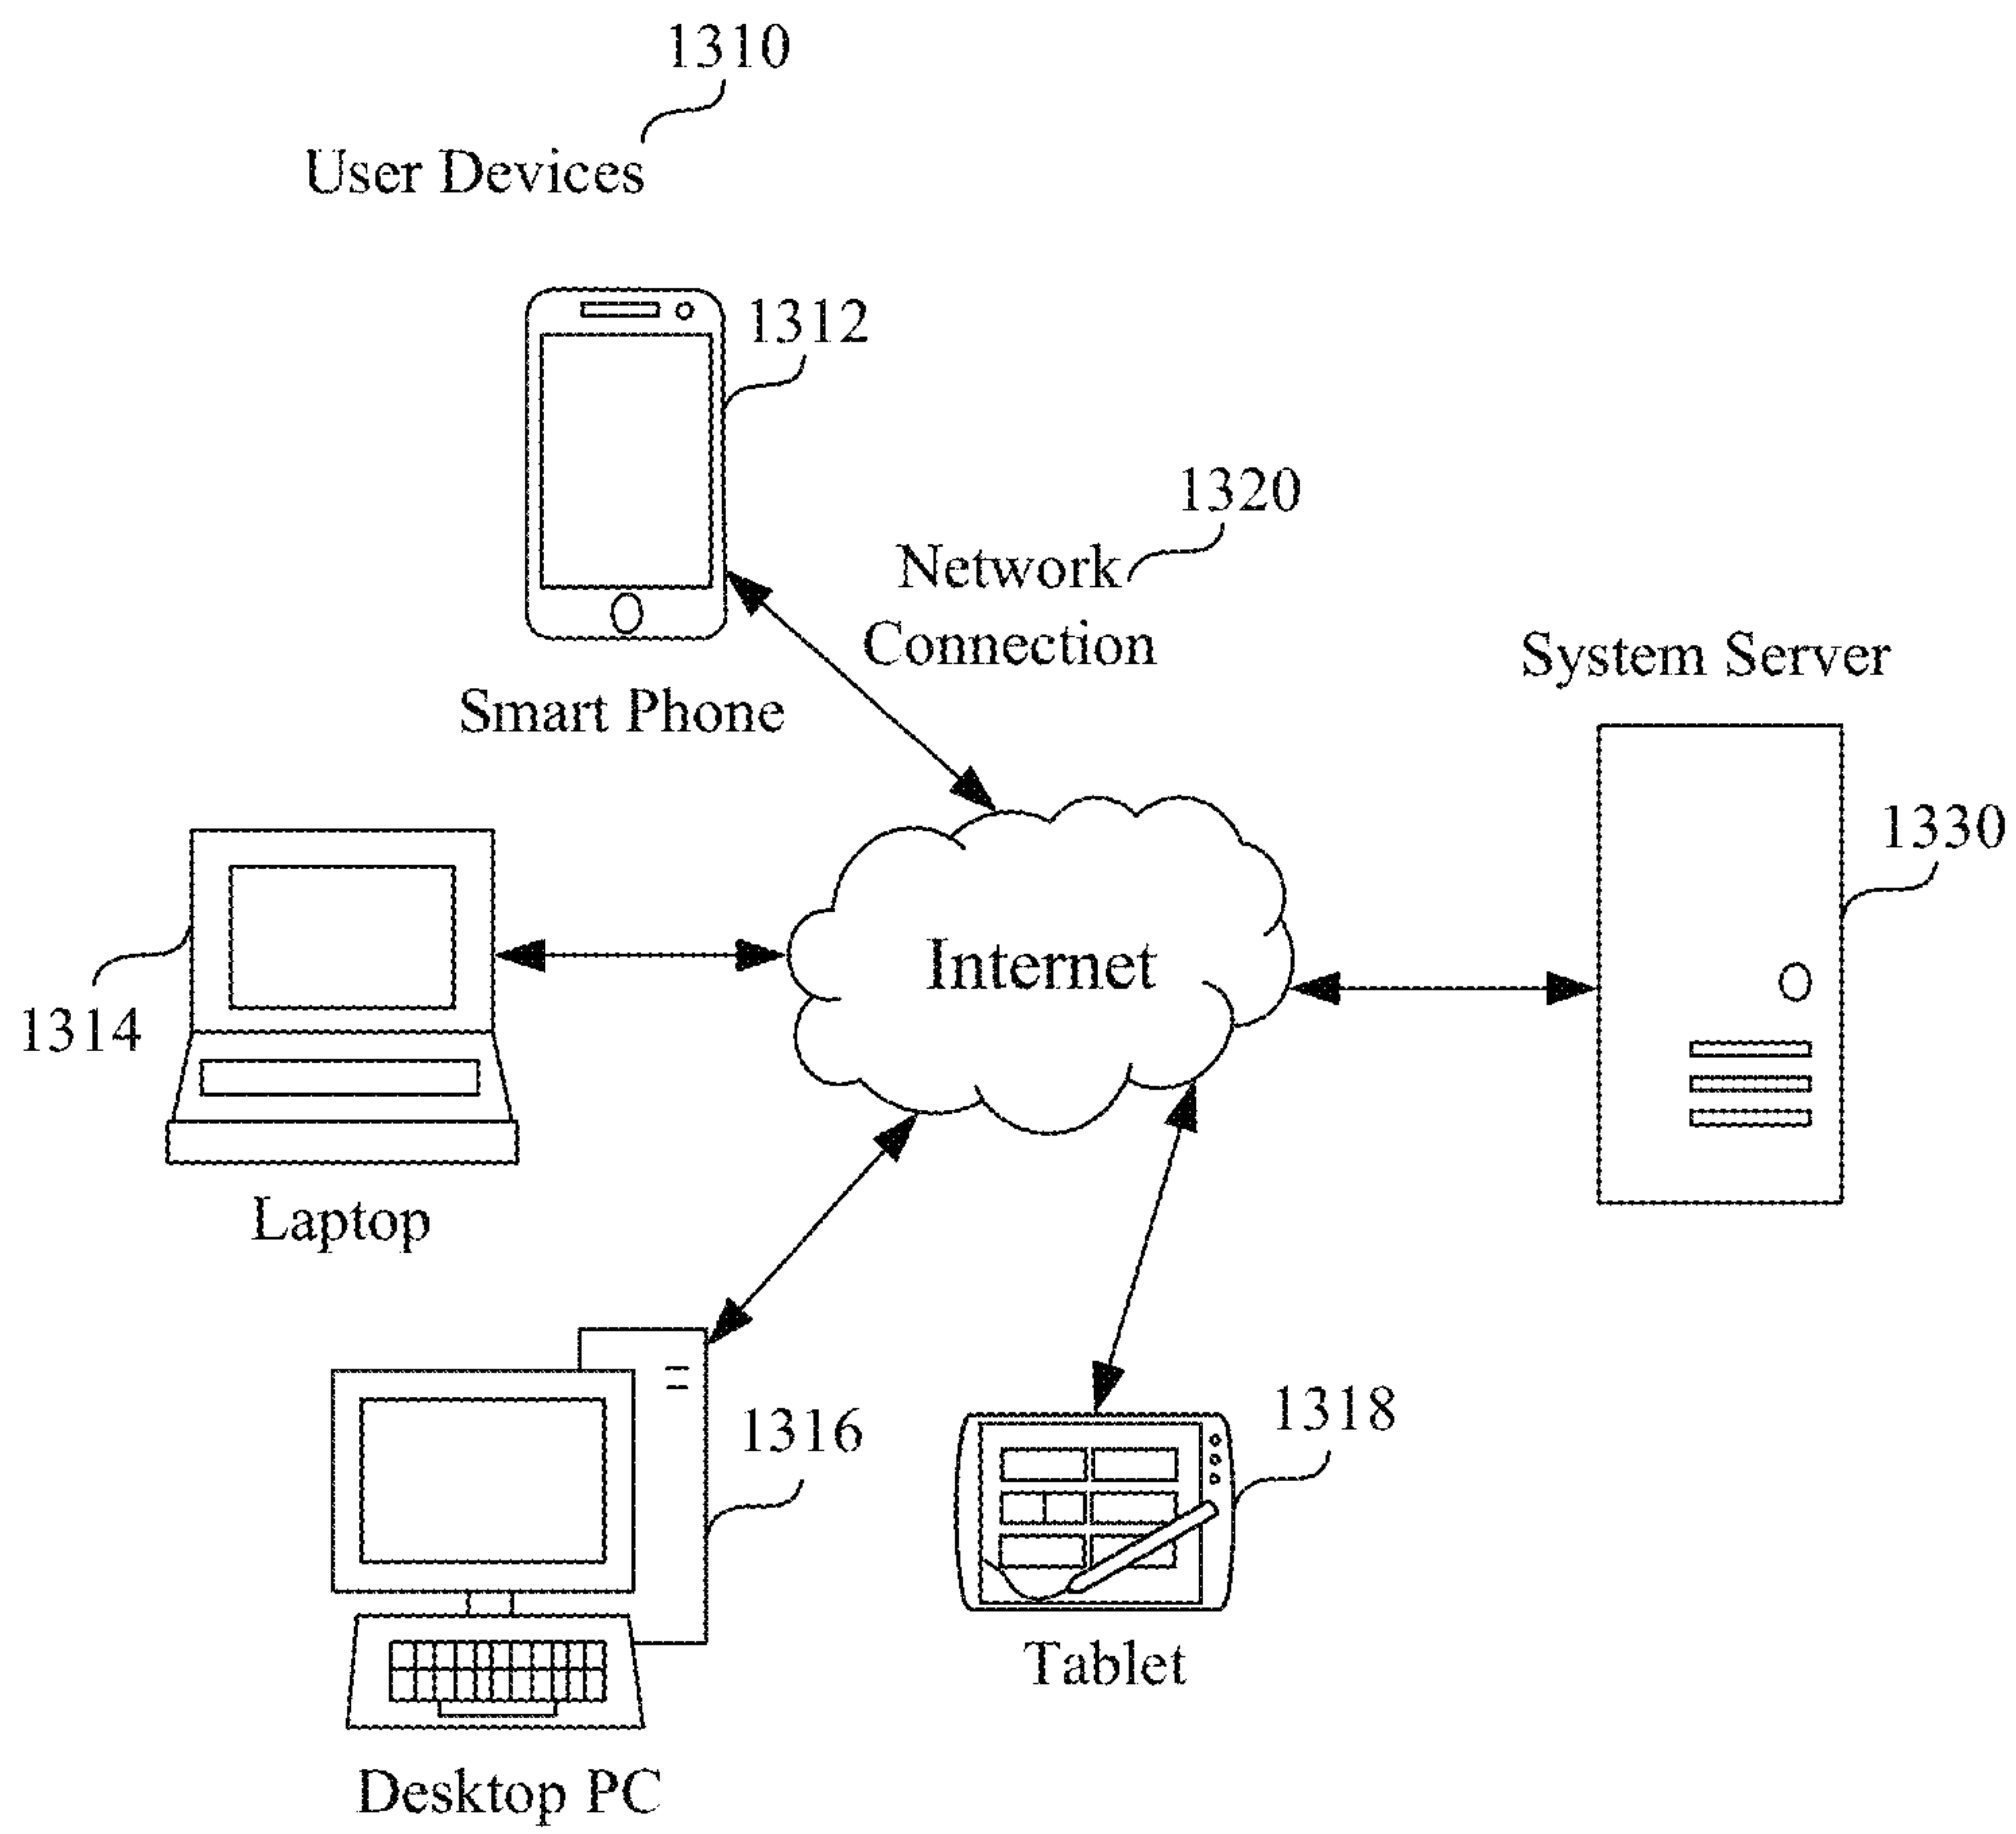 1310
User Devices
1312
1320
Network
Connection
System Server
Smart Phone
1330
Internet
1314
Laptop
1316
1318
Tablet
Desktop PC